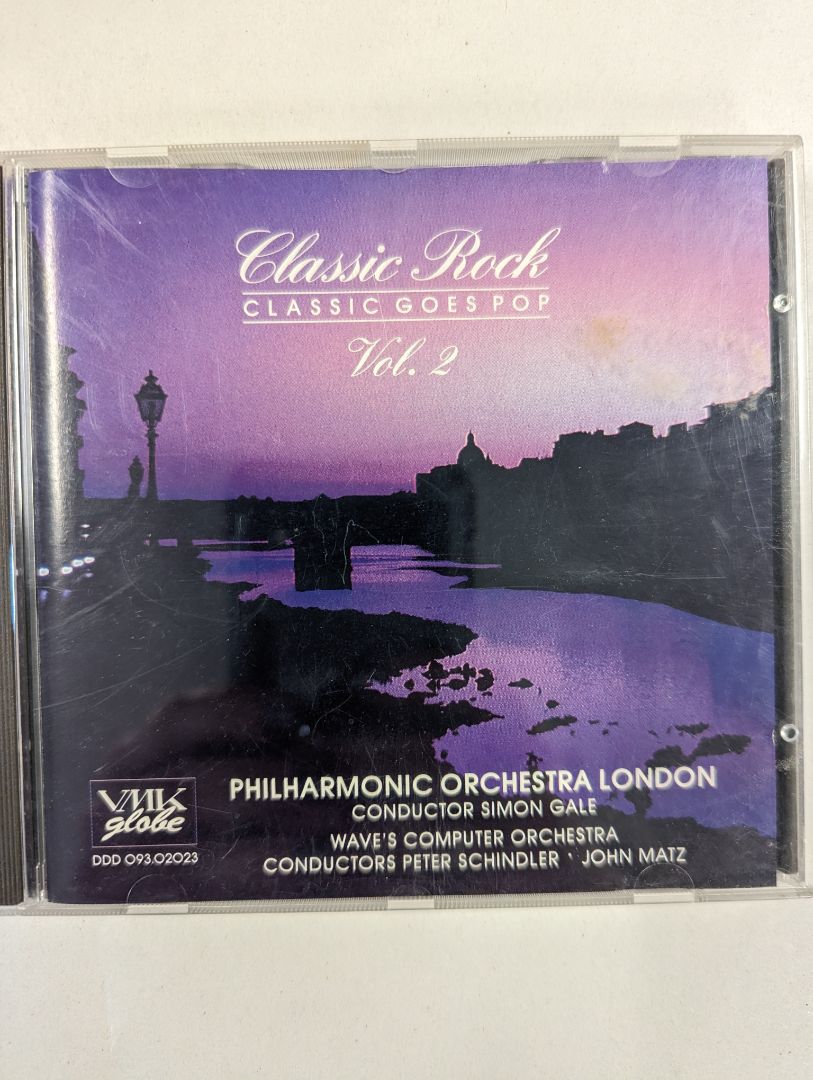 Classic Rock
CLASSIC GOES POP
Vol. 2
PHILHARMONIC ORCHESTRA LONDON
CONDUCTOR SIMON GALE
WAVE'S COMPUTER ORCHESTRA
CONDUCTORS PETER SCHINDLER · JOHN MATZ
VMK
globe
DDD 093.02023